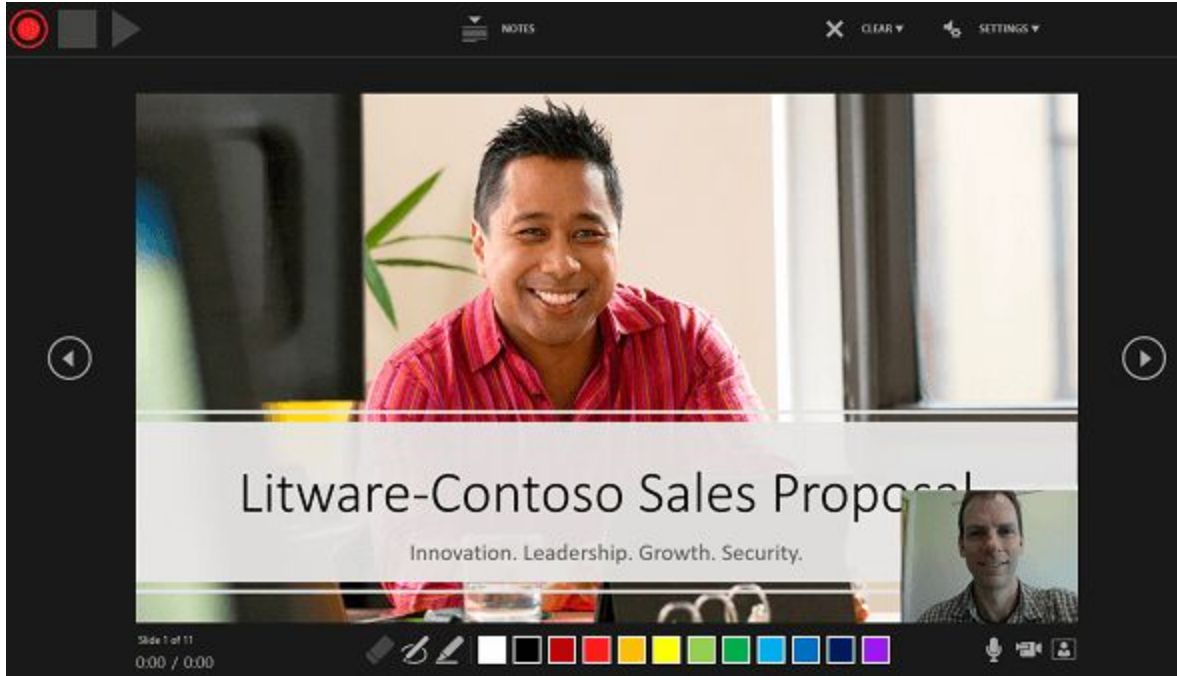 NOTES
CLEAR
SETTINGS
Litware-Contoso Sales Proposal
Innovation. Leadership. Growth. Security.
Slide 1 of 11
0:00 / 0:00